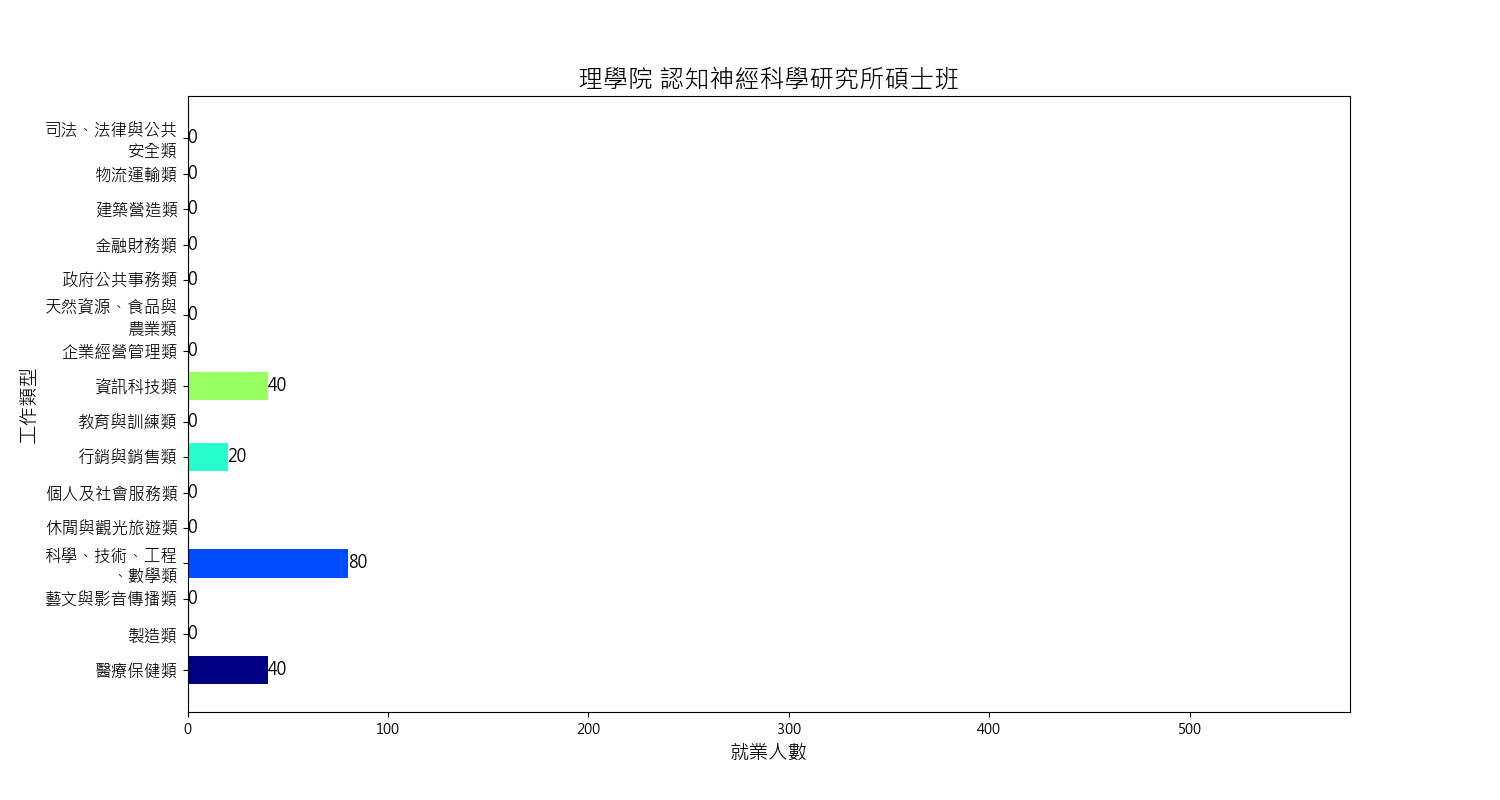 理學院 認知神經科學研究所碩士班
司法、法律與公共
安全類
0
物流運輸類
0
建築營造類
0
金融財務類
0
政府公共事務類
0
天然資源、食品與
農業類
0
企業經營管理類
0
資訊科技類
40
教育與訓練類
0
行銷與銷售類
20
個人及社會服務類
0
休閒與觀光旅遊類
0
科學、技術、工程
、數學類
80
藝文與影音傳播類
0
製造類
0
醫療保健類
40
工作類型
0
100
200
300
400
500
就業人數